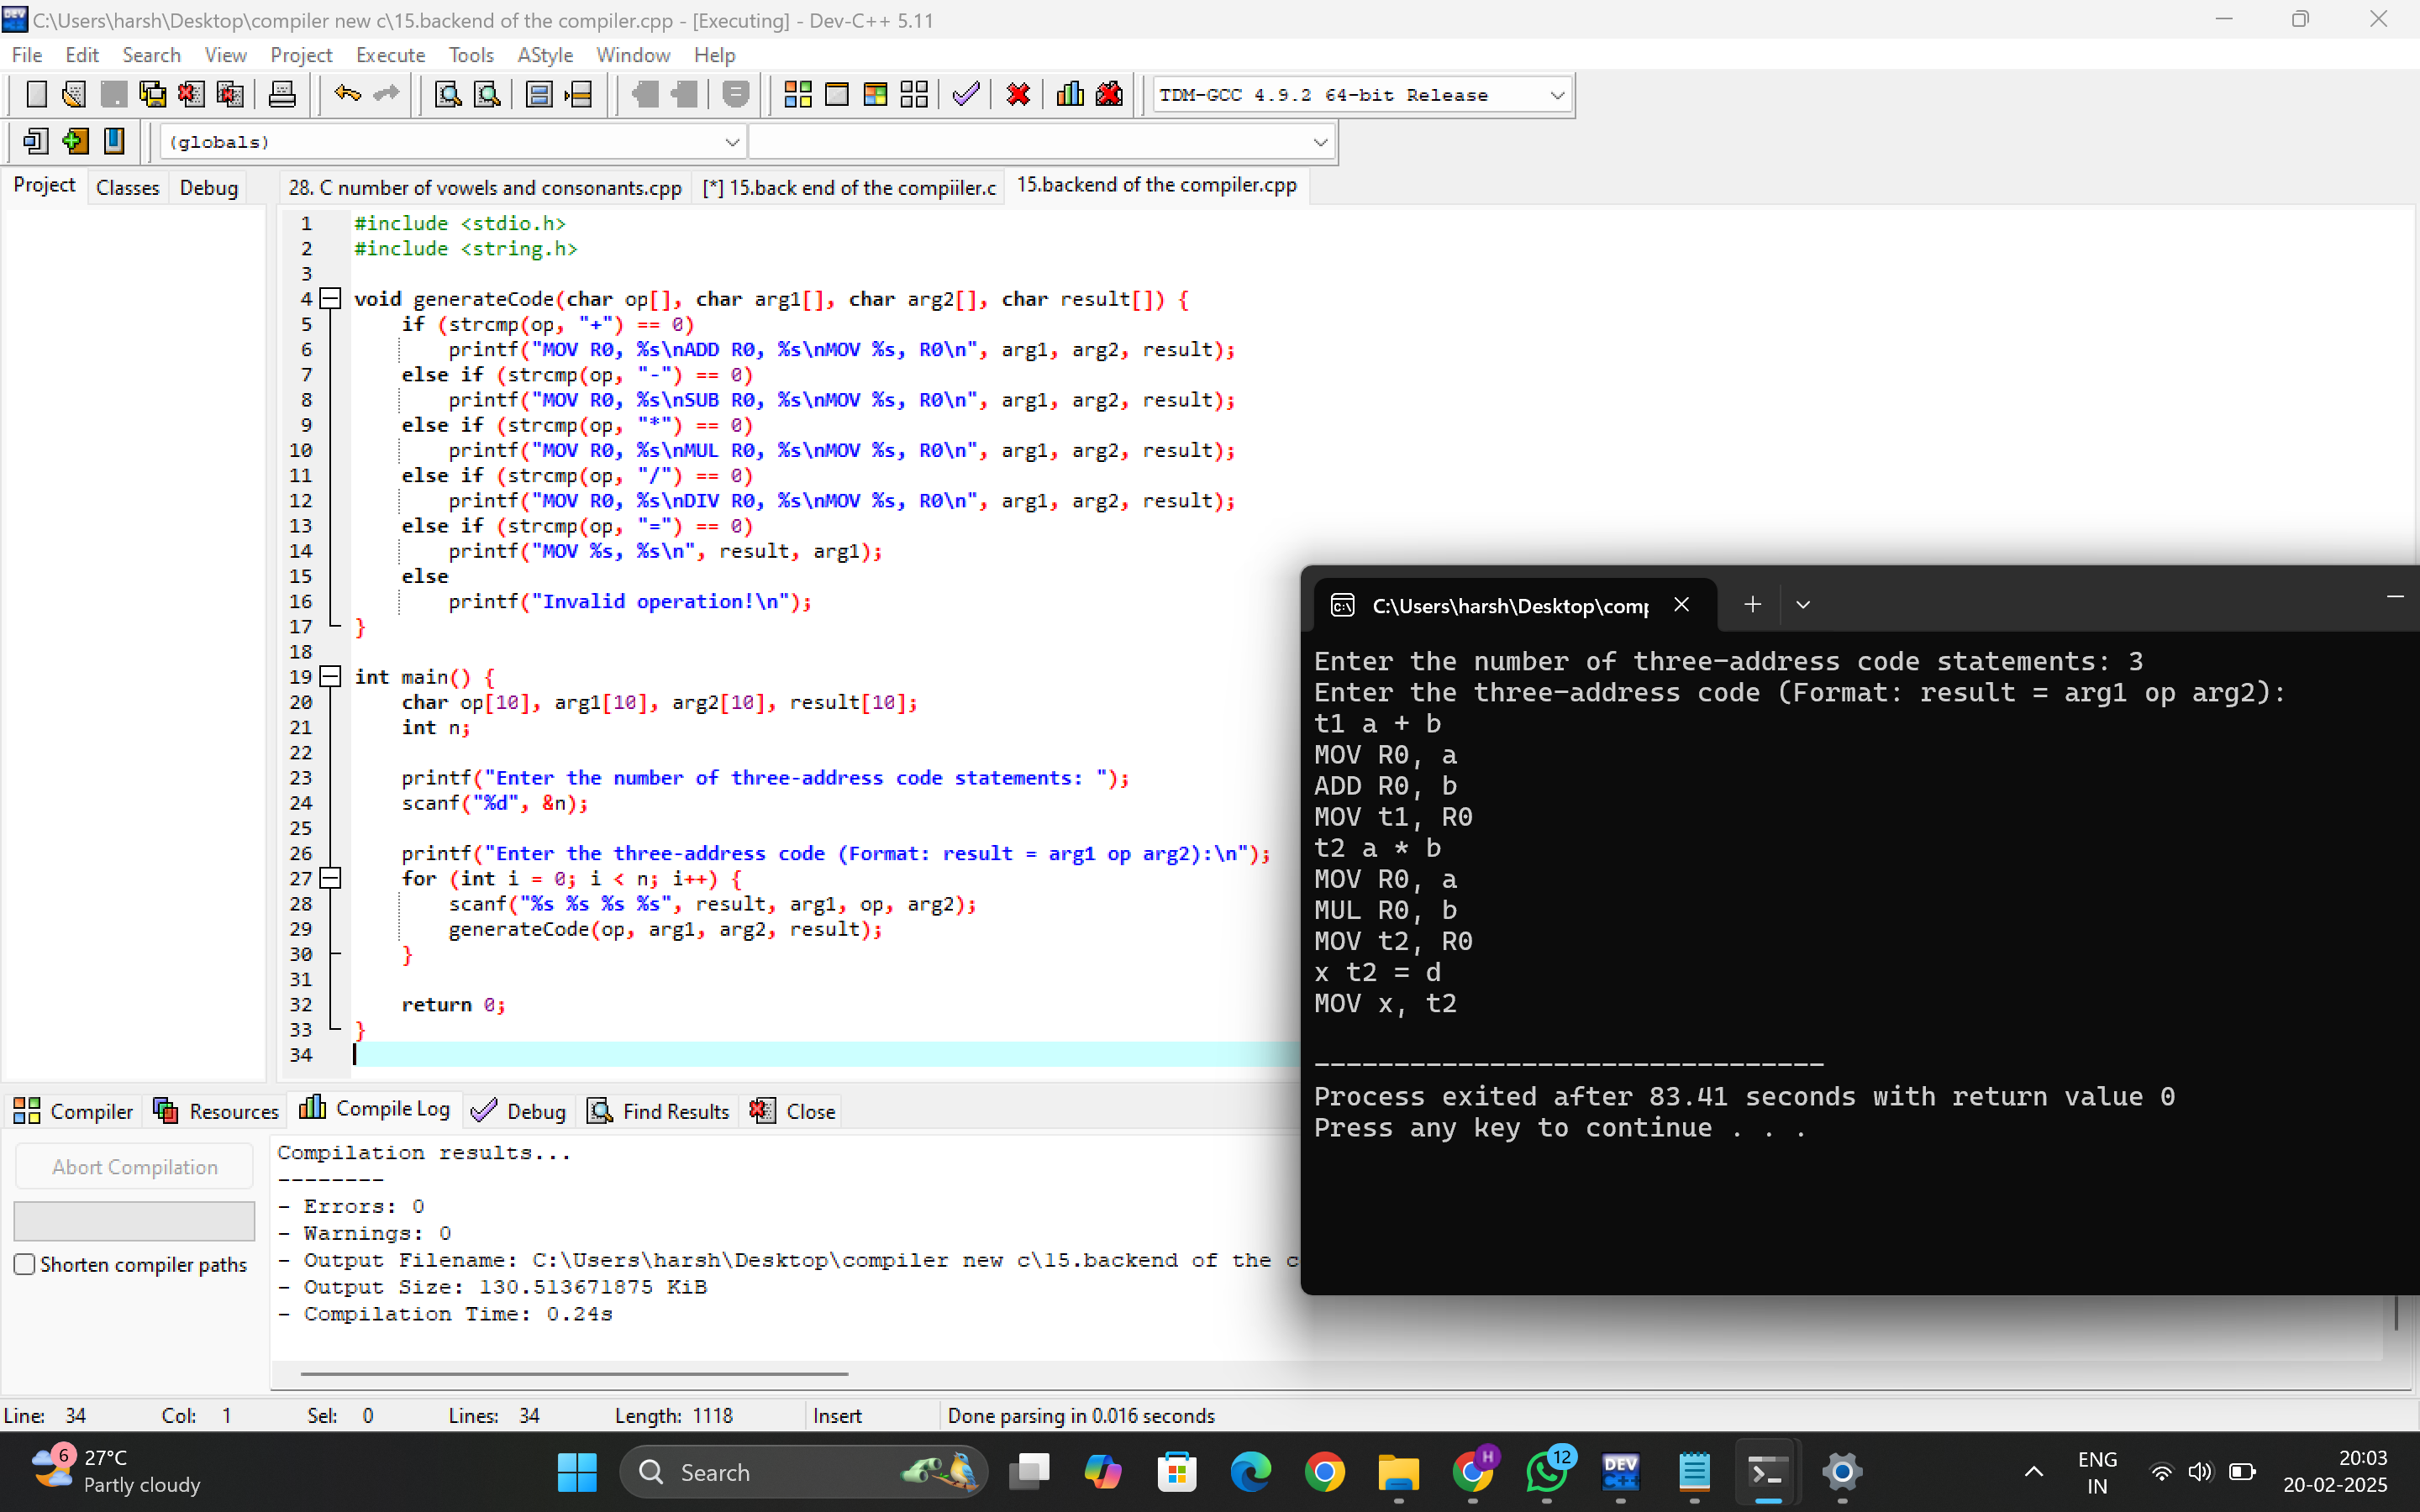 C:\Users\harsh\Desktop\compiler new c\15.backend of the compiler.cpp - [Executing] - Dev-C++ 5.11
File Edit Search View Project Execute Tools AStyle Window Help
TDM-GCC 4.9.2 64-bit Release
(globals)
Project Classes Debug
28. C number of vowels and consonants.cpp [*] 15.back end of the compiiler.c 15.backend of the compiler.cpp
1 #include <stdio.h>
2 #include <string.h>
3
4 void generateCode(char op[], char arg1[], char arg2[], char result[]) {
5 if (strcmp(op, "+") == 0)
6 printf("MOV R0, %s\nADD R0, %s\nMOV %s, R0\n", arg1, arg2, result);
7 else if (strcmp(op, "-") == 0)
8 printf("MOV R0, %s\nSUB R0, %s\nMOV %s, R0\n", arg1, arg2, result);
9 else if (strcmp(op, "*") == 0)
10 printf("MOV R0, %s\nMUL R0, %s\nMOV %s, R0\n", arg1, arg2, result);
11 else if (strcmp(op, "/") == 0)
12 printf("MOV R0, %s\nDIV R0, %s\nMOV %s, R0\n", arg1, arg2, result);
13 else if (strcmp(op, "=") == 0)
14 printf("MOV %s, %s\n", result, arg1);
15 else
16 printf("Invalid operation!\n");
17 }
18
19 int main() {
20 char op[10], arg1[10], arg2[10], result[10];
21 int n;
22
23 printf("Enter the number of three-address code statements: ");
24 scanf("%d", &n);
25
26 printf("Enter the three-address code (Format: result = arg1 op arg2):\n");
27 for (int i = 0; i < n; i++) {
28 scanf("%s %s %s %s", result, arg1, op, arg2);
29 generateCode(op, arg1, arg2, result);
30 }
31
32 return 0;
33 }
34
C:\Users\harsh\Desktop\comp
Enter the number of three-address code statements: 3
Enter the three-address code (Format: result = arg1 op arg2):
t1 a + b
MOV R0, a
ADD R0, b
MOV t1, R0
t2 a * b
MOV R0, a
MUL R0, b
MOV t2, R0
x t2 = d
MOV x, t2
--------------------------------
Process exited after 83.41 seconds with return value 0
Press any key to continue . . .
Compiler Resources Compile Log Debug Find Results Close
Abort Compilation
Shorten compiler paths
Compilation results...
--------
- Errors: 0
- Warnings: 0
- Output Filename: C:\Users\harsh\Desktop\compiler new c\15.backend of the c
- Output Size: 130.513671875 KiB
- Compilation Time: 0.24s
Line: 34 Col: 1 Sel: 0 Lines: 34 Length: 1118 Insert Done parsing in 0.016 seconds
6 27°C
Partly cloudy
Search
H
12
DEV
C++
ENG
IN
20:03
20-02-2025